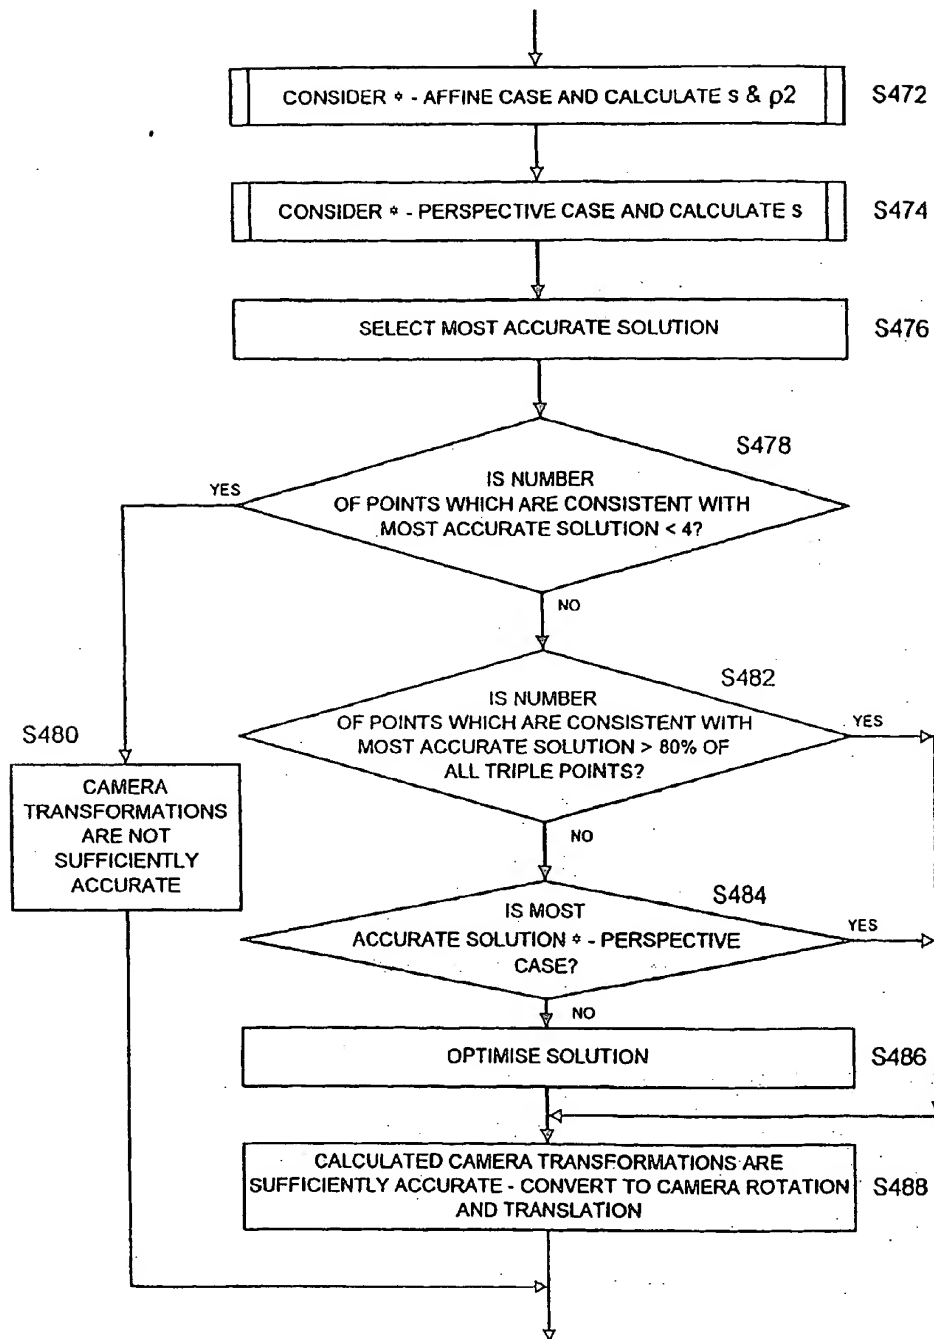 CONSIDER * - AFFINE CASE AND CALCULATE s & ρ2
S472
CONSIDER * - PERSPECTIVE CASE AND CALCULATE s
S474
SELECT MOST ACCURATE SOLUTION
S476
S478
YES
IS NUMBER
OF POINTS WHICH ARE CONSISTENT WITH
MOST ACCURATE SOLUTION < 4?
NO
S482
IS NUMBER
OF POINTS WHICH ARE CONSISTENT WITH
MOST ACCURATE SOLUTION > 80% OF
ALL TRIPLE POINTS?
YES
NO
S480
CAMERA
TRANSFORMATIONS
ARE NOT
SUFFICIENTLY
ACCURATE
S484
IS MOST
ACCURATE SOLUTION * - PERSPECTIVE
CASE?
YES
NO
OPTIMISE SOLUTION
S486
CALCULATED CAMERA TRANSFORMATIONS ARE
SUFFICIENTLY ACCURATE - CONVERT TO CAMERA ROTATION
AND TRANSLATION
S488